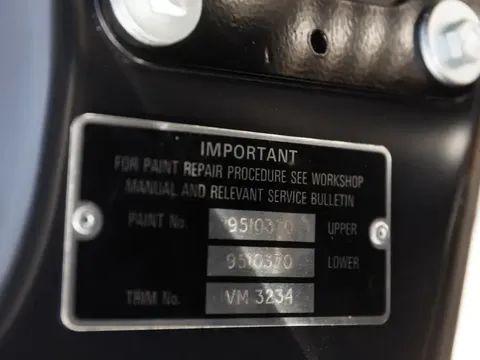 IMPORTANT
FOR PAINT REPAIR PROCEDURE SEE WORKSHOP
MANUAL AND RELEVANT SERVICE BULLETIN
PAINT No. 9510370 UPPER
9510370 LOWER
TRIM No. VM 3234